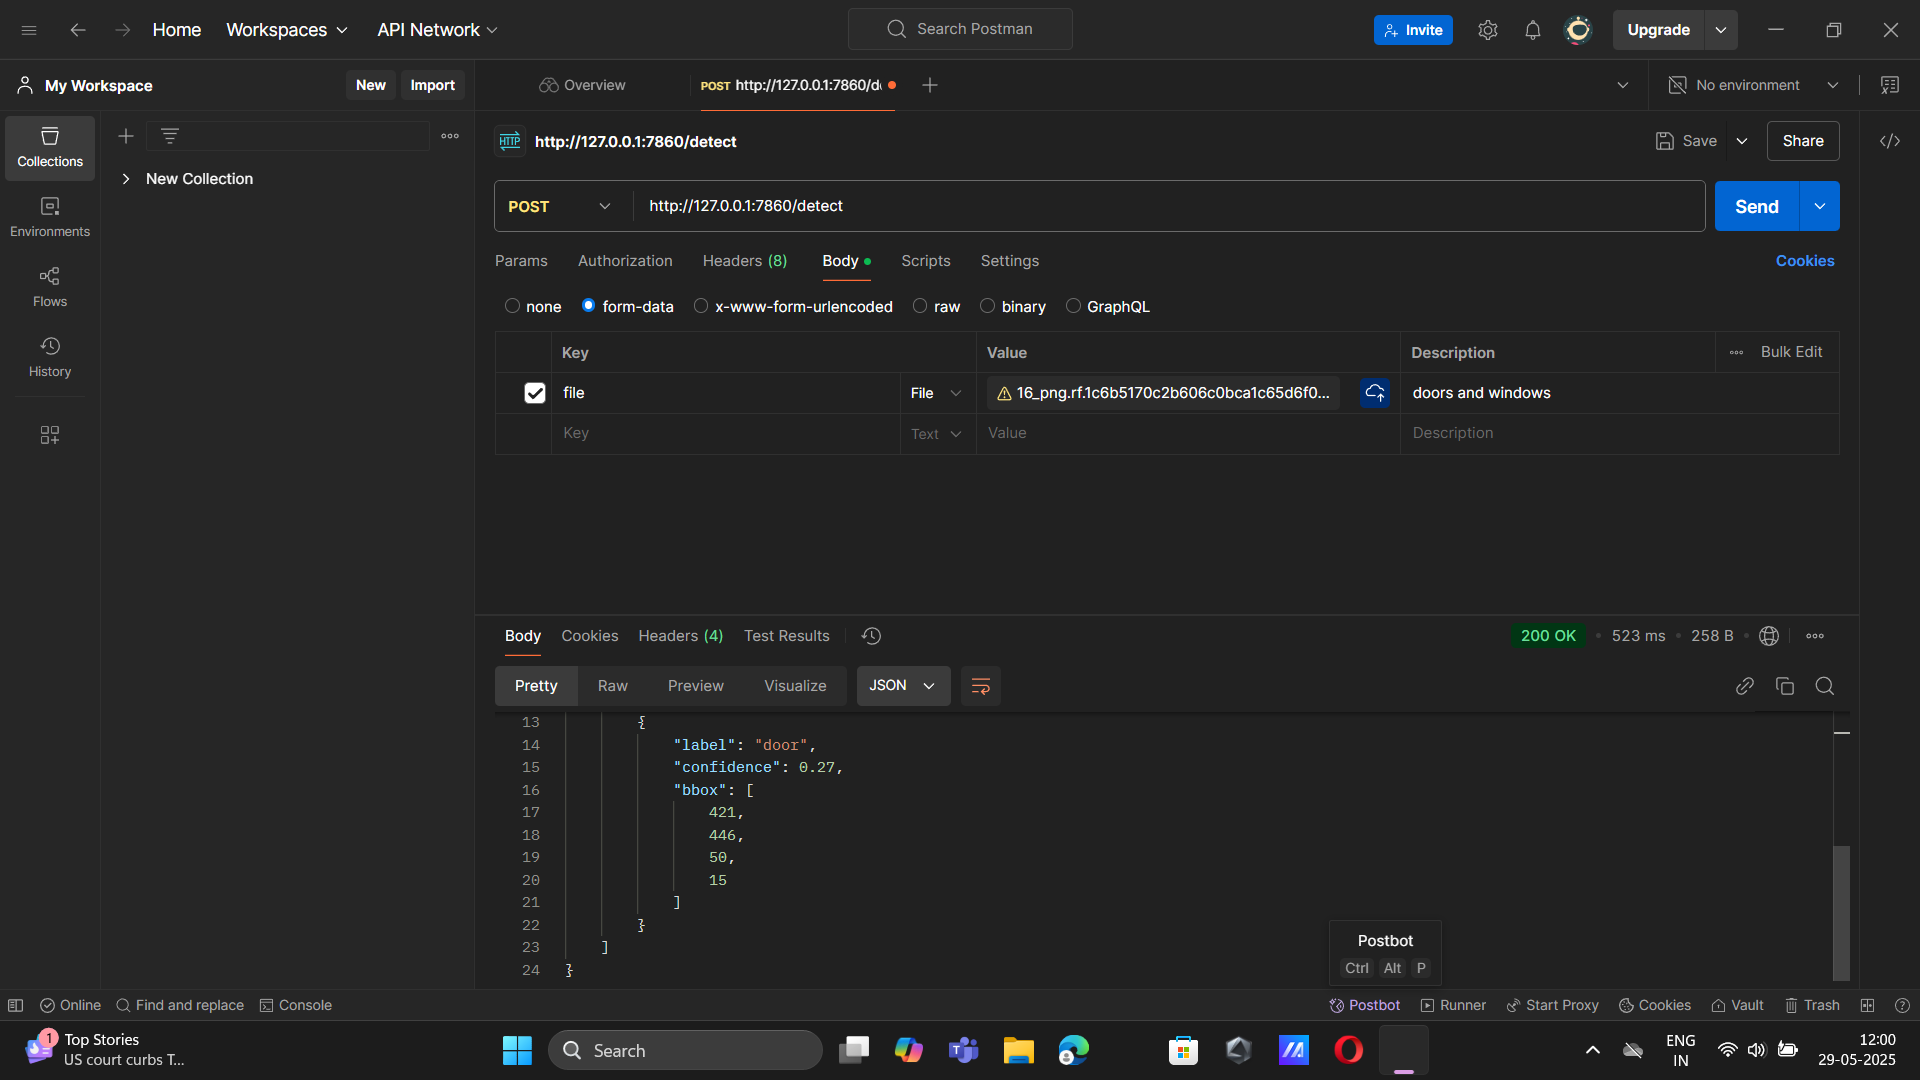 Home
Workspaces
API Network
Search Postman
Invite
Upgrade
My Workspace
New
Import
Overview
POST http://127.0.0.1:7860/d
No environment
Collections
Environments
Flows
History
New Collection
HTTP
http://127.0.0.1:7860/detect
Save
Share
POST
http://127.0.0.1:7860/detect
Send
Params
Authorization
Headers (8)
Body
Scripts
Settings
Cookies
none
form-data
x-www-form-urlencoded
raw
binary
GraphQL
Key
Value
Description
Bulk Edit
file
File
16_png.rf.1c6b5170c2b606c0bca1c65d6f0...
doors and windows
Key
Text
Value
Description
Body
Cookies
Headers (4)
Test Results
200 OK
523 ms
258 B
Pretty
Raw
Preview
Visualize
JSON
13 {
14 "label": "door",
15 "confidence": 0.27,
16 "bbox": [
17 421,
18 446,
19 50,
20 15
21 ]
22 }
23 ]
24 }
Postbot
Ctrl Alt P
Online
Find and replace
Console
Postbot
Runner
Start Proxy
Cookies
Vault
Trash
1
Top Stories
US court curbs T...
Search
ENG
IN
12:00
29-05-2025